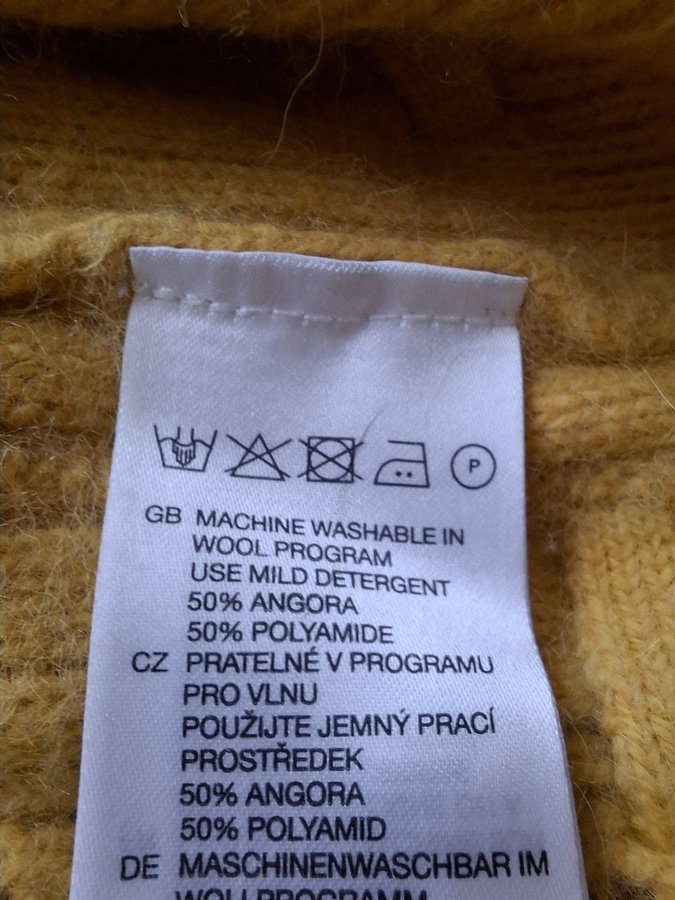 P
GB MACHINE WASHABLE IN
WOOL PROGRAM
USE MILD DETERGENT
50% ANGORA
50% POLYAMIDE
CZ PRATELNÉ V PROGRAMU
PRO VLNU
POUŽIJTE JEMNÝ PRACÍ
PROSTŘEDEK
50% ANGORA
50% POLYAMID
DE MASCHINENWASCHBAR IM
WOLLPROGRAMM